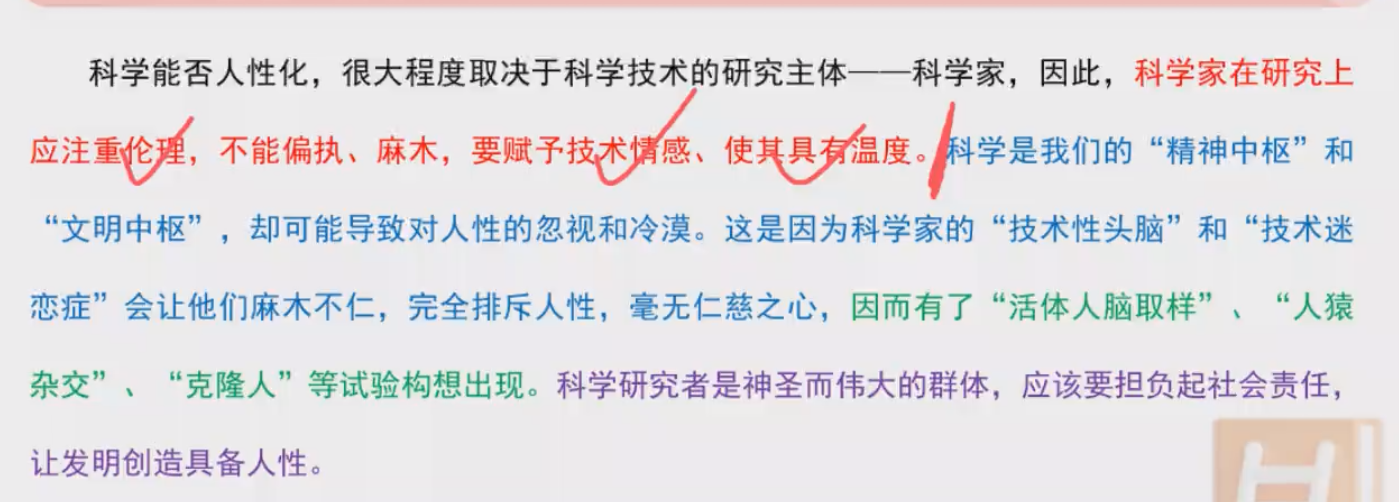 科学能否人性化，很大程度取决于科学技术的研究主体——科学家，因此，科学家在研究上
应注重伦理，不能偏执、麻木，要赋予技术情感、使其具有温度。科学是我们的“精神中枢”和
“文明中枢”，却可能导致对人性的忽视和冷漠。这是因为科学家的“技术性头脑”和“技术迷
恋症”会让他们麻木不仁，完全排斥人性，毫无仁慈之心，因而有了“活体人脑取样”、“人猿
杂交”、“克隆人”等试验构想出现。科学研究者是神圣而伟大的群体，应该要担负起社会责任，
让发明创造具备人性。